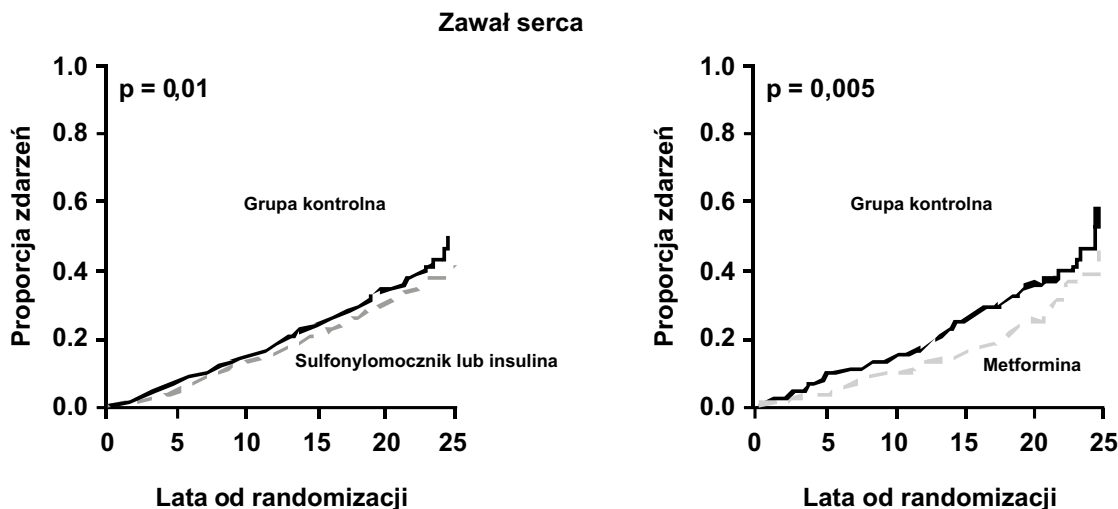 Zawał serca
Proporcja zdarzeń
1.0
0.8
0.6
0.4
0.2
0.0
p = 0,01
Grupa kontrolna
Sulfonylomocznik lub insulina
0 5 10 15 20 25
Lata od randomizacji
Proporcja zdarzeń
1.0
0.8
0.6
0.4
0.2
0.0
p = 0,005
Grupa kontrolna
Metformina
0 5 10 15 20 25
Lata od randomizacji